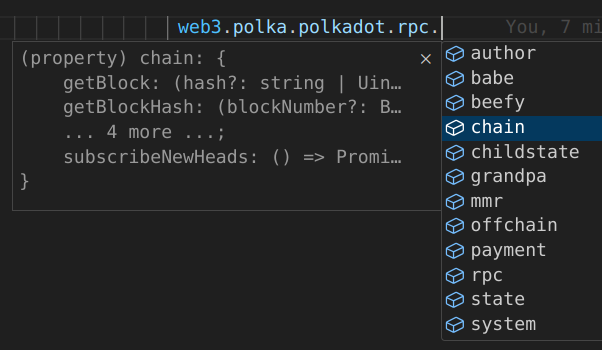 web3.polka.polkadot.rpc. You, 7 mi
(property) chain: {
getBlock: (hash?: string | Uin…
getBlockHash: (blockNumber?: B…
... 4 more ...;
subscribeNewHeads: () => Promi…
}
author
babe
beefy
chain
childstate
grandpa
mmr
offchain
payment
rpc
state
system